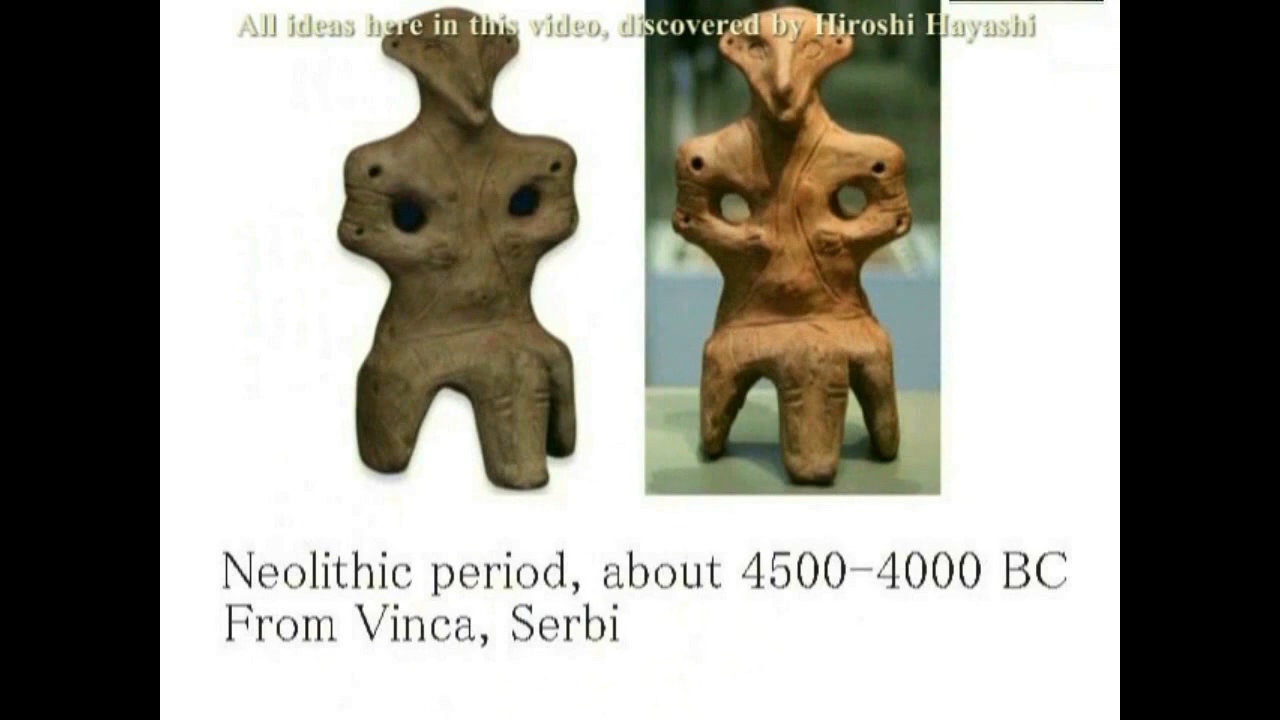 All ideas here in this video, discovered by Hiroshi Hayashi
Neolithic period, about 4500-4000 BC
From Vinca, Serbi